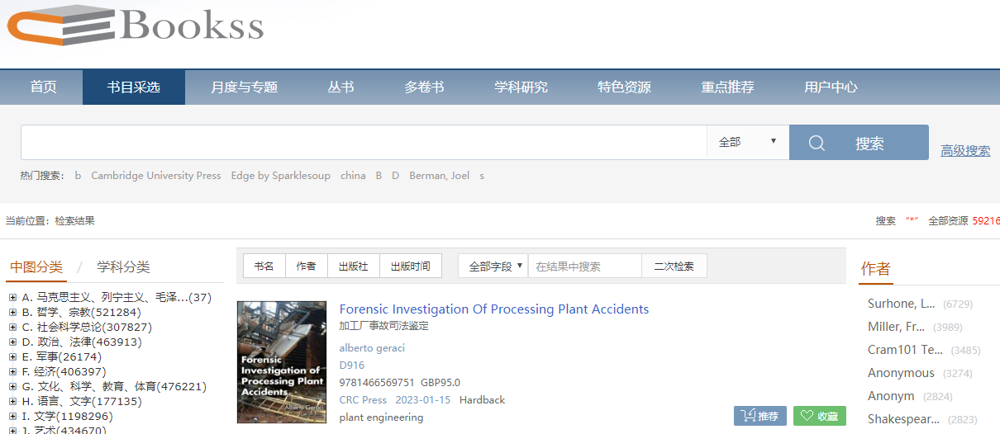 Bookss
首页 书目采选 月度与专题 丛书 多卷书 学科研究 特色资源 重点推荐 用户中心
全部 搜索 高级搜索
热门搜索： b Cambridge University Press Edge by Sparklesoup china B D Berman, Joel s
当前位置：检索结果 搜索 “*” 全部资源 59216
中图分类 / 学科分类
A. 马克思主义、列宁主义、毛泽...(37)
B. 哲学、宗教(521284)
C. 社会科学总论(307827)
D. 政治、法律(463913)
E. 军事(26174)
F. 经济(406397)
G. 文化、科学、教育、体育(476221)
H. 语言、文字(177135)
I. 文学(1198296)
J. 艺术(434670)
书名 作者 出版社 出版时间 全部字段 在结果中搜索 二次检索
Forensic
Investigation of
Processing Plant
Accidents
Alberto Geraci
Forensic Investigation Of Processing Plant Accidents
加工厂事故司法鉴定
alberto geraci
D916
9781466569751 GBP95.0
CRC Press 2023-01-15 Hardback
plant engineering
推荐 收藏
作者
Surhone, L... (6729)
Miller, Fr... (3989)
Cram101 Te... (3485)
Anonymous (3274)
Anonym (2824)
Shakespear... (2823)